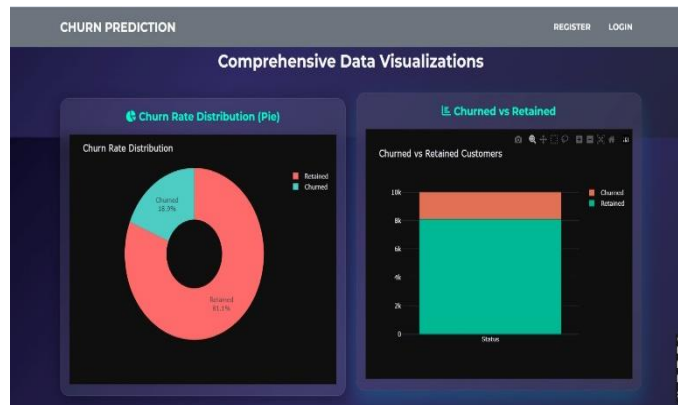 CHURN PREDICTION
REGISTER LOGIN
Comprehensive Data Visualizations
Churn Rate Distribution (Pie)
Churn Rate Distribution
Retained
Churned
Churned
18.9%
Retained
81.1%
Churned vs Retained
Churned vs Retained Customers
Churned
Retained
10k
8k
6k
4k
2k
0
Status